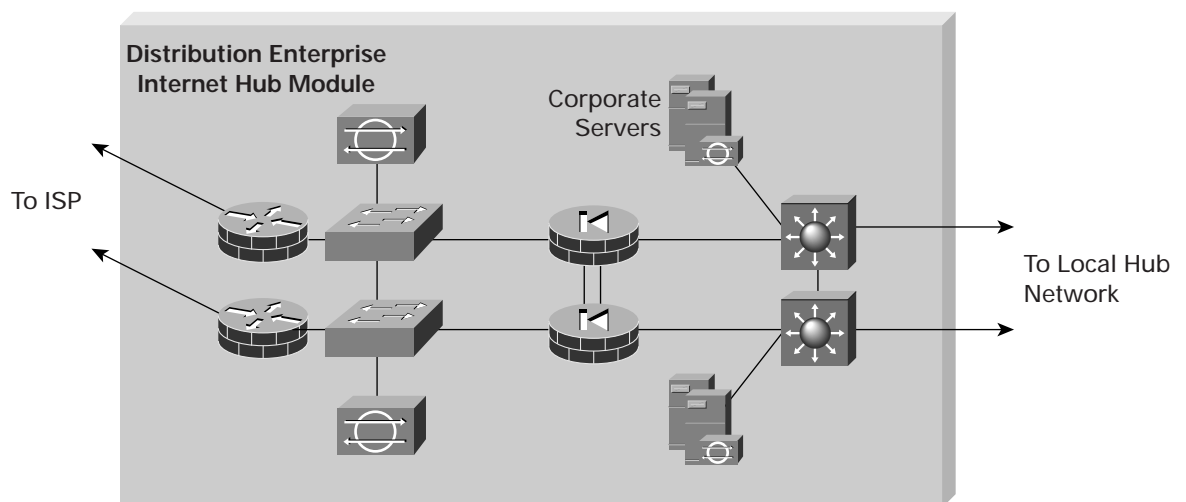 Distribution Enterprise
Internet Hub Module
Corporate
Servers
To ISP
To Local Hub
Network